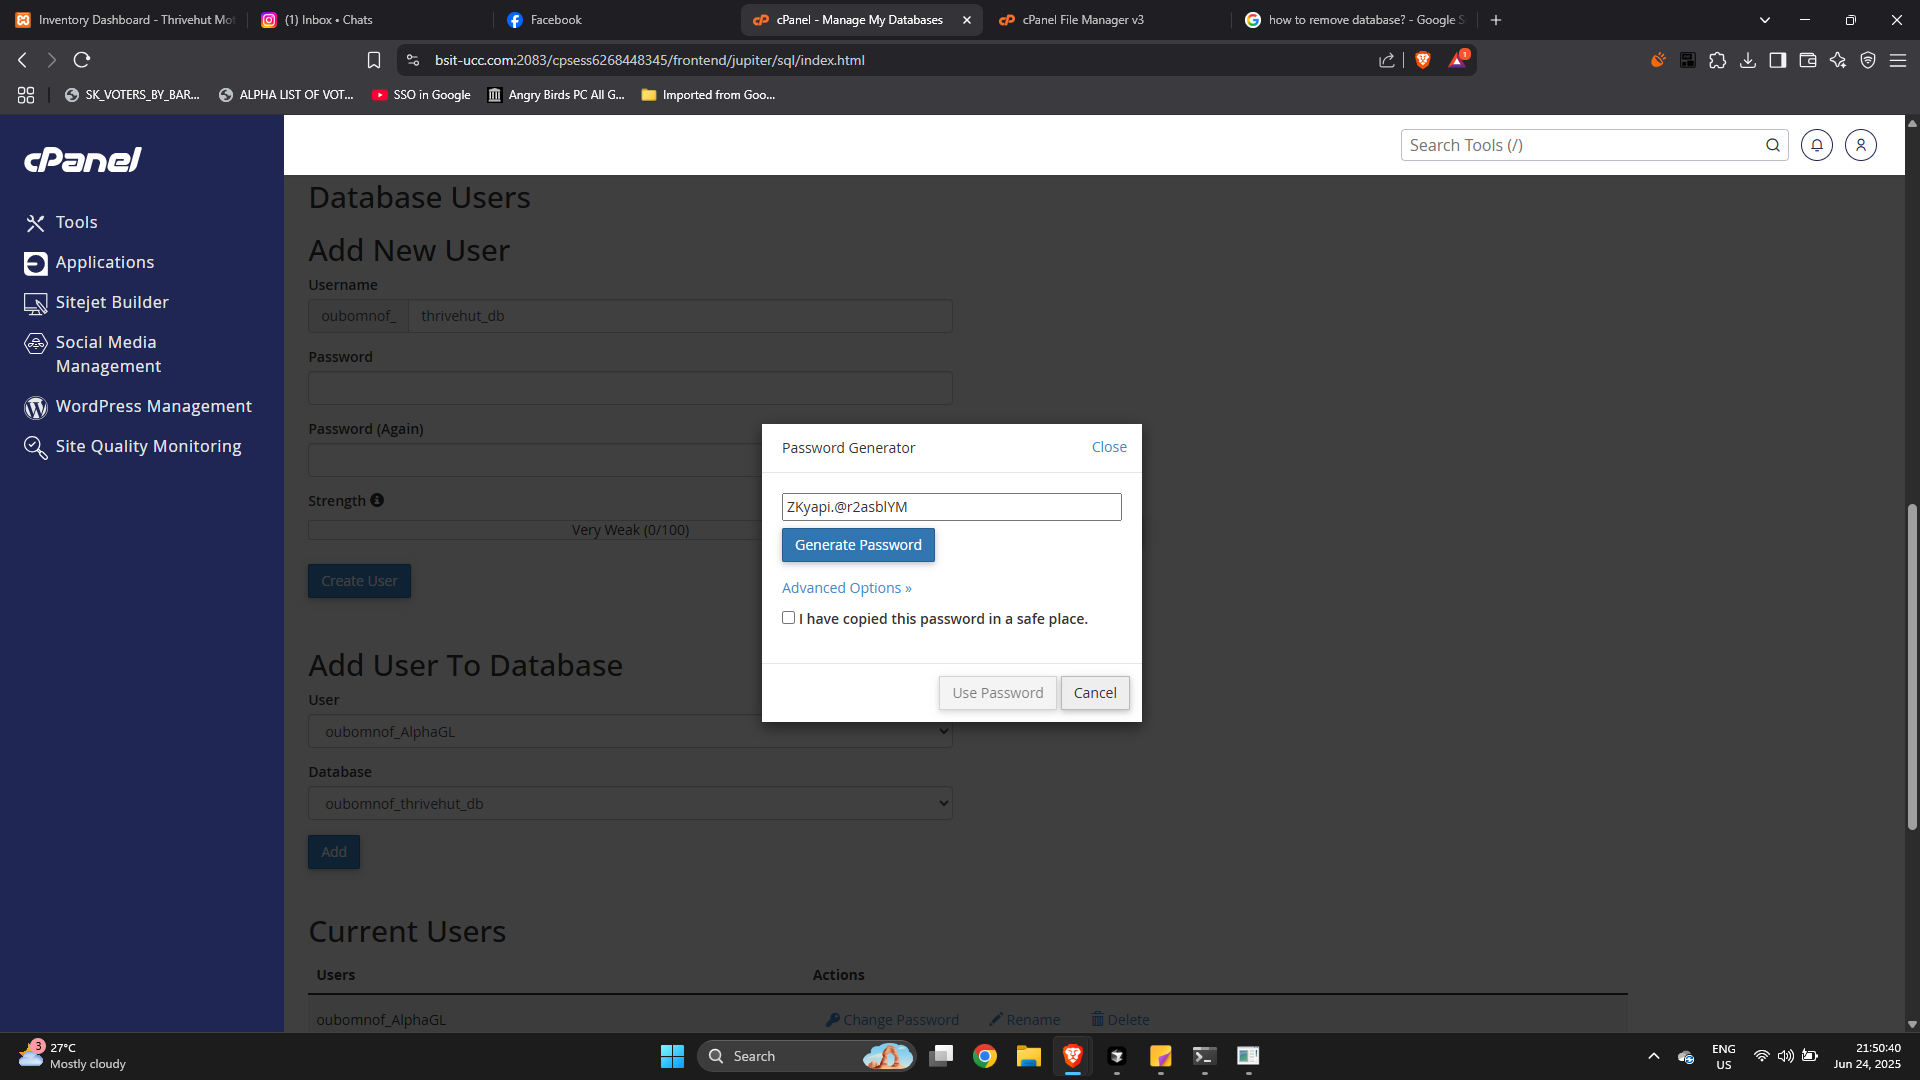 Inventory Dashboard - Thrivehut Mot
(1) Inbox • Chats
Facebook
cPanel - Manage My Databases
cPanel File Manager v3
how to remove database? - Google S
bsit-ucc.com:2083/cpsess6268448345/frontend/jupiter/sql/index.html
1
SK_VOTERS_BY_BAR...
ALPHA LIST OF VOT...
SSO in Google
Angry Birds PC All G...
Imported from Goo...
cPanel
Search Tools (/)
Tools
Applications
Sitejet Builder
Social Media
Management
WordPress Management
Site Quality Monitoring
Database Users
Add New User
Username
oubomnof_
thrivehut_db
Password
Password (Again)
Strength
Very Weak (0/100)
Create User
Password Generator
Close
ZKyapi.@r2asblYM
Generate Password
Advanced Options »
I have copied this password in a safe place.
Use Password
Cancel
Add User To Database
User
oubomnof_AlphaGL
Database
oubomnof_thrivehut_db
Add
Current Users
Users
Actions
oubomnof_AlphaGL
Change Password
Rename
Delete
3
27°C
Mostly cloudy
Search
ENG
US
21:50:40
Jun 24, 2025